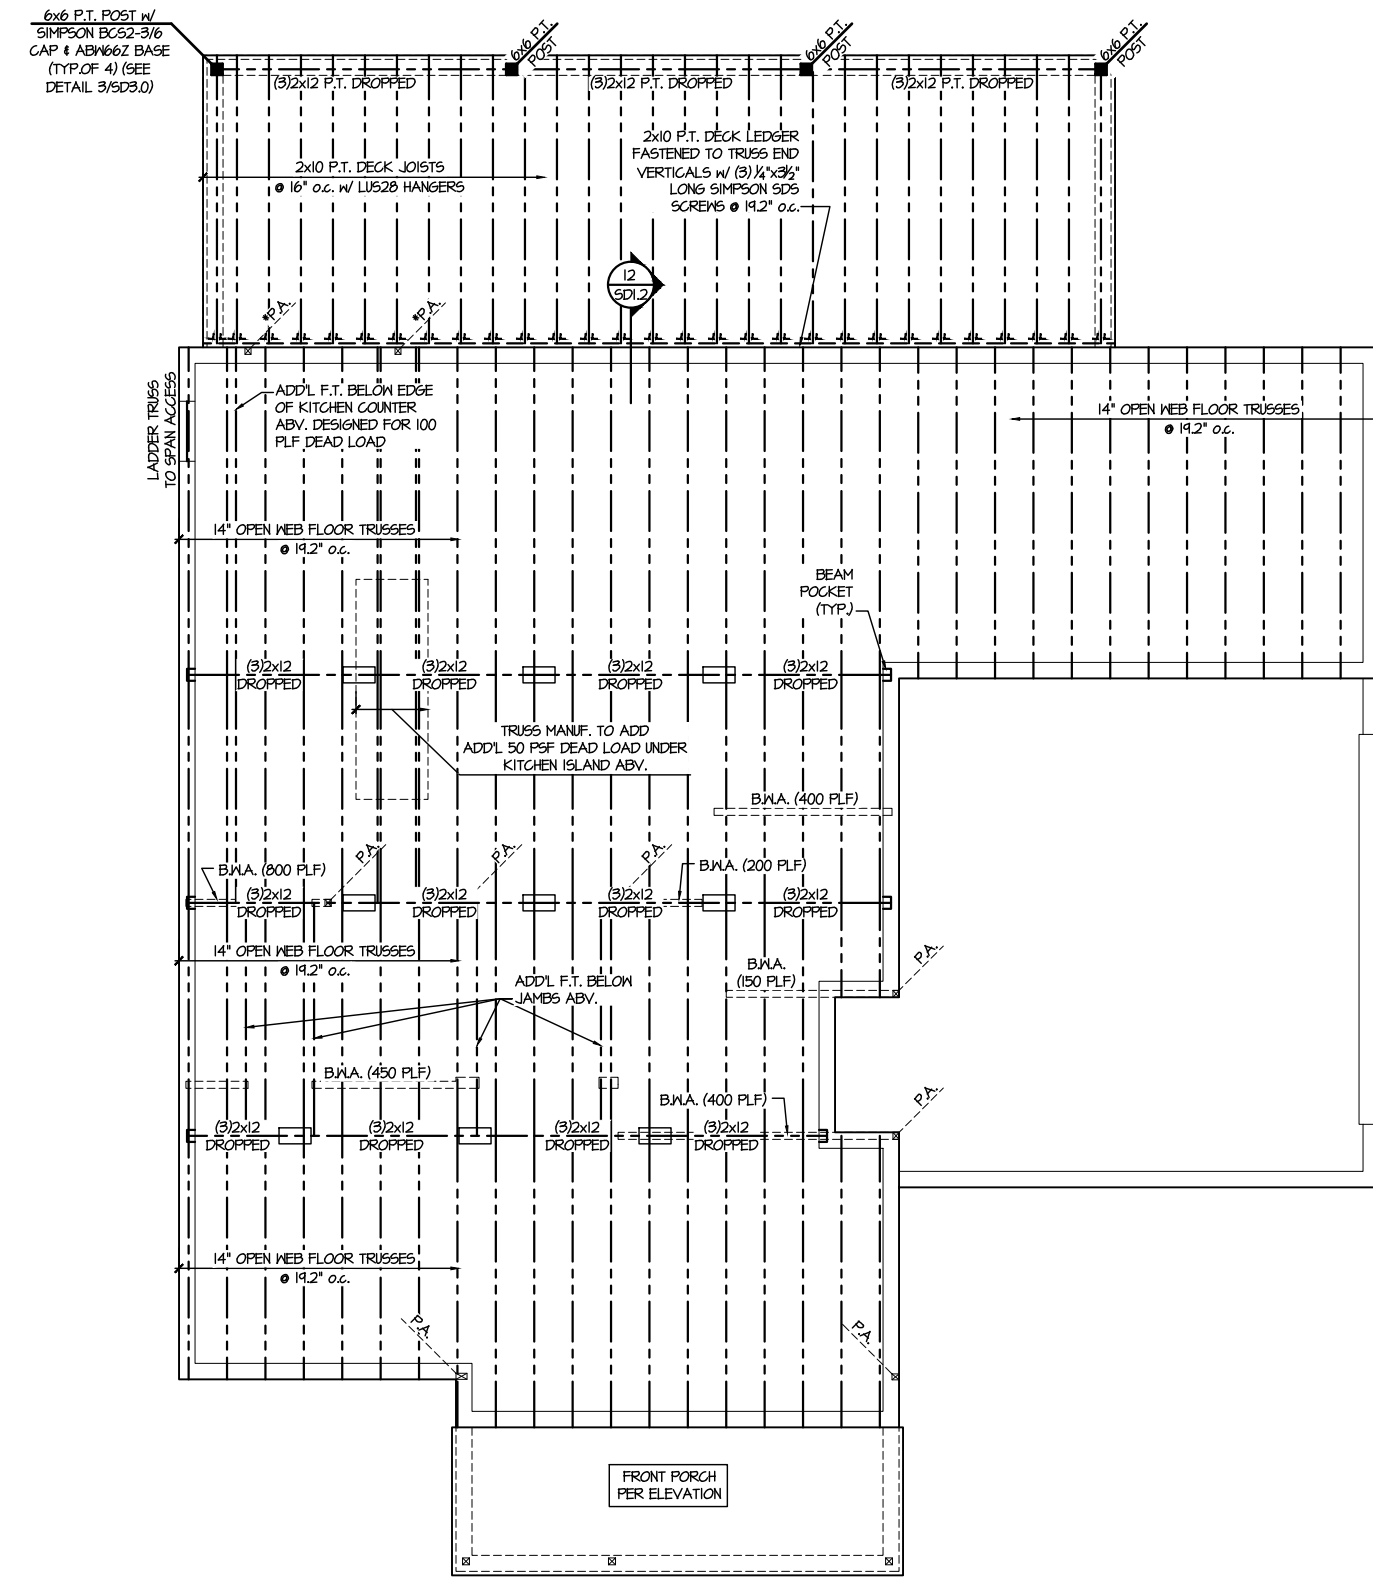 6x6 P.T. POST W/
SIMPSON BCS2-3/6
CAP & ABW66Z BASE
(TYP.OF 4) (SEE
DETAIL 3/SD3.0)
6x6 P.T.
POST
6x6 P.T.
POST
6x6 P.T.
POST
(3)2x12 P.T. DROPPED
(3)2x12 P.T. DROPPED
(3)2x12 P.T. DROPPED
2x10 P.T. DECK JOISTS
@ 16" o.c. W/ LUS28 HANGERS
2x10 P.T. DECK LEDGER
FASTENED TO TRUSS END
VERTICALS W/ (3) 1/4"x3 1/2"
LONG SIMPSON SDS
SCREWS @ 19.2" o.c.
12
SD1.2
*P.A.
*P.A.
LADDER TRUSS
TO SPAN ACCESS
ADD'L F.T. BELOW EDGE
OF KITCHEN COUNTER
ABV. DESIGNED FOR 100
PLF DEAD LOAD
14" OPEN WEB FLOOR TRUSSES
@ 19.2" o.c.
14" OPEN WEB FLOOR TRUSSES
@ 19.2" o.c.
BEAM
POCKET
(TYP.)
(3)2x12
DROPPED
(3)2x12
DROPPED
(3)2x12
DROPPED
(3)2x12
DROPPED
TRUSS MANUF. TO ADD
ADD'L 50 PSF DEAD LOAD UNDER
KITCHEN ISLAND ABV.
B.W.A. (400 PLF)
B.W.A. (800 PLF)
P.A.
P.A.
P.A.
B.W.A. (200 PLF)
(3)2x12
DROPPED
(3)2x12
DROPPED
(3)2x12
DROPPED
(3)2x12
DROPPED
14" OPEN WEB FLOOR TRUSSES
@ 19.2" o.c.
ADD'L F.T. BELOW
JAMBS ABV.
B.W.A.
(150 PLF)
P.A.
B.W.A. (450 PLF)
B.W.A. (400 PLF)
P.A.
(3)2x12
DROPPED
(3)2x12
DROPPED
(3)2x12
DROPPED
(3)2x12
DROPPED
14" OPEN WEB FLOOR TRUSSES
@ 19.2" o.c.
P.A.
P.A.
FRONT PORCH
PER ELEVATION